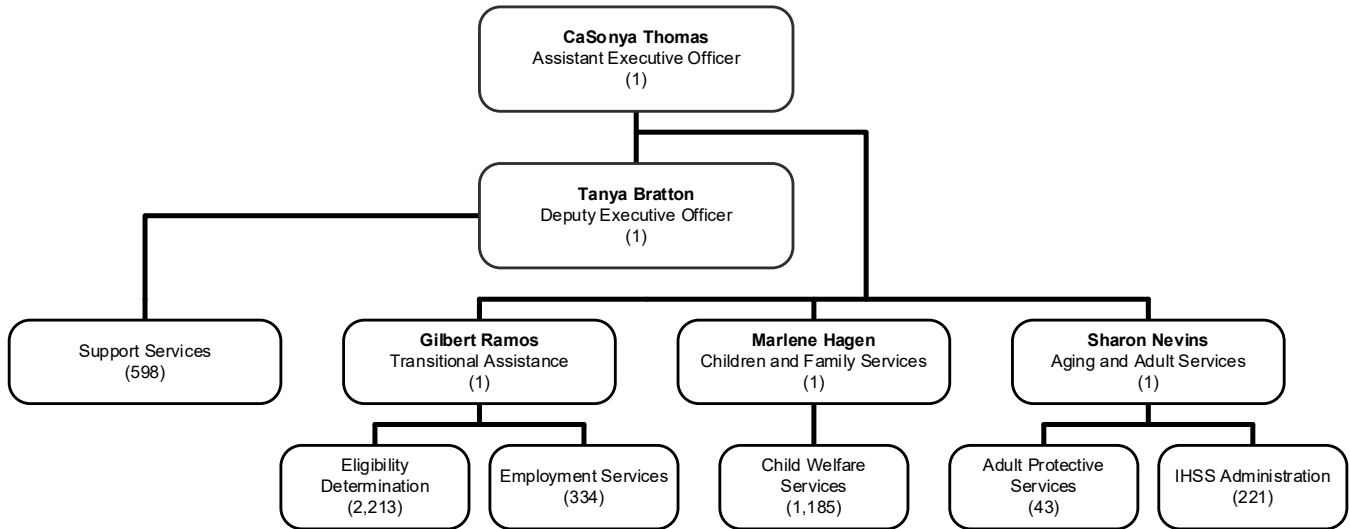 CaSonya Thomas
Assistant Executive Officer
(1)
Tanya Bratton
Deputy Executive Officer
(1)
Support Services
(598)
Gilbert Ramos
Transitional Assistance
(1)
Marlene Hagen
Children and Family Services
(1)
Sharon Nevins
Aging and Adult Services
(1)
Eligibility
Determination
(2,213)
Employment Services
(334)
Child Welfare
Services
(1,185)
Adult Protective
Services
(43)
IHSS Administration
(221)